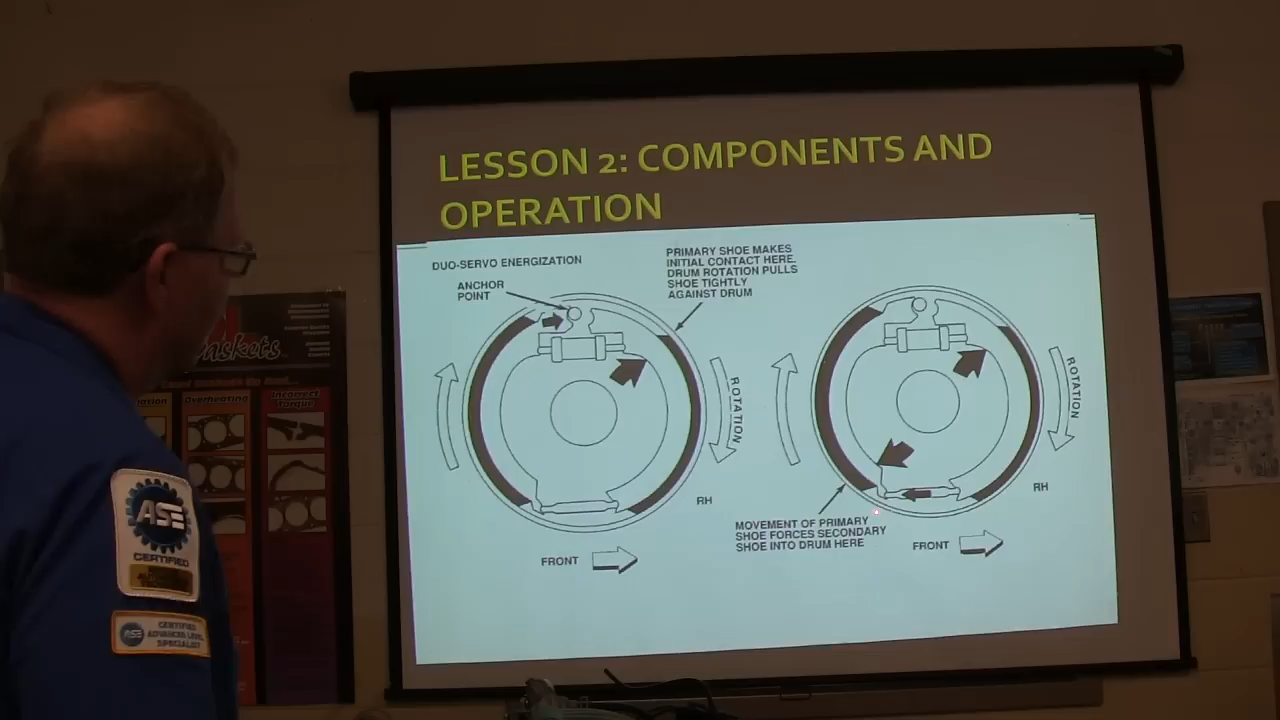 LESSON 2: COMPONENTS AND
OPERATION
DUO-SERVO ENERGIZATION
ANCHOR
POINT
PRIMARY SHOE MAKES
INITIAL CONTACT HERE.
DRUM ROTATION PULLS
SHOE TIGHTLY
AGAINST DRUM
ROTATION
RH
FRONT
MOVEMENT OF PRIMARY
SHOE FORCES SECONDARY
SHOE INTO DRUM HERE
ROTATION
RH
FRONT
Gaskets
Overheating
Incorrect
Torque
ASE
CERTIFIED
ASE
CERTIFIED
ADVANCED LEVEL
SPECIALIST